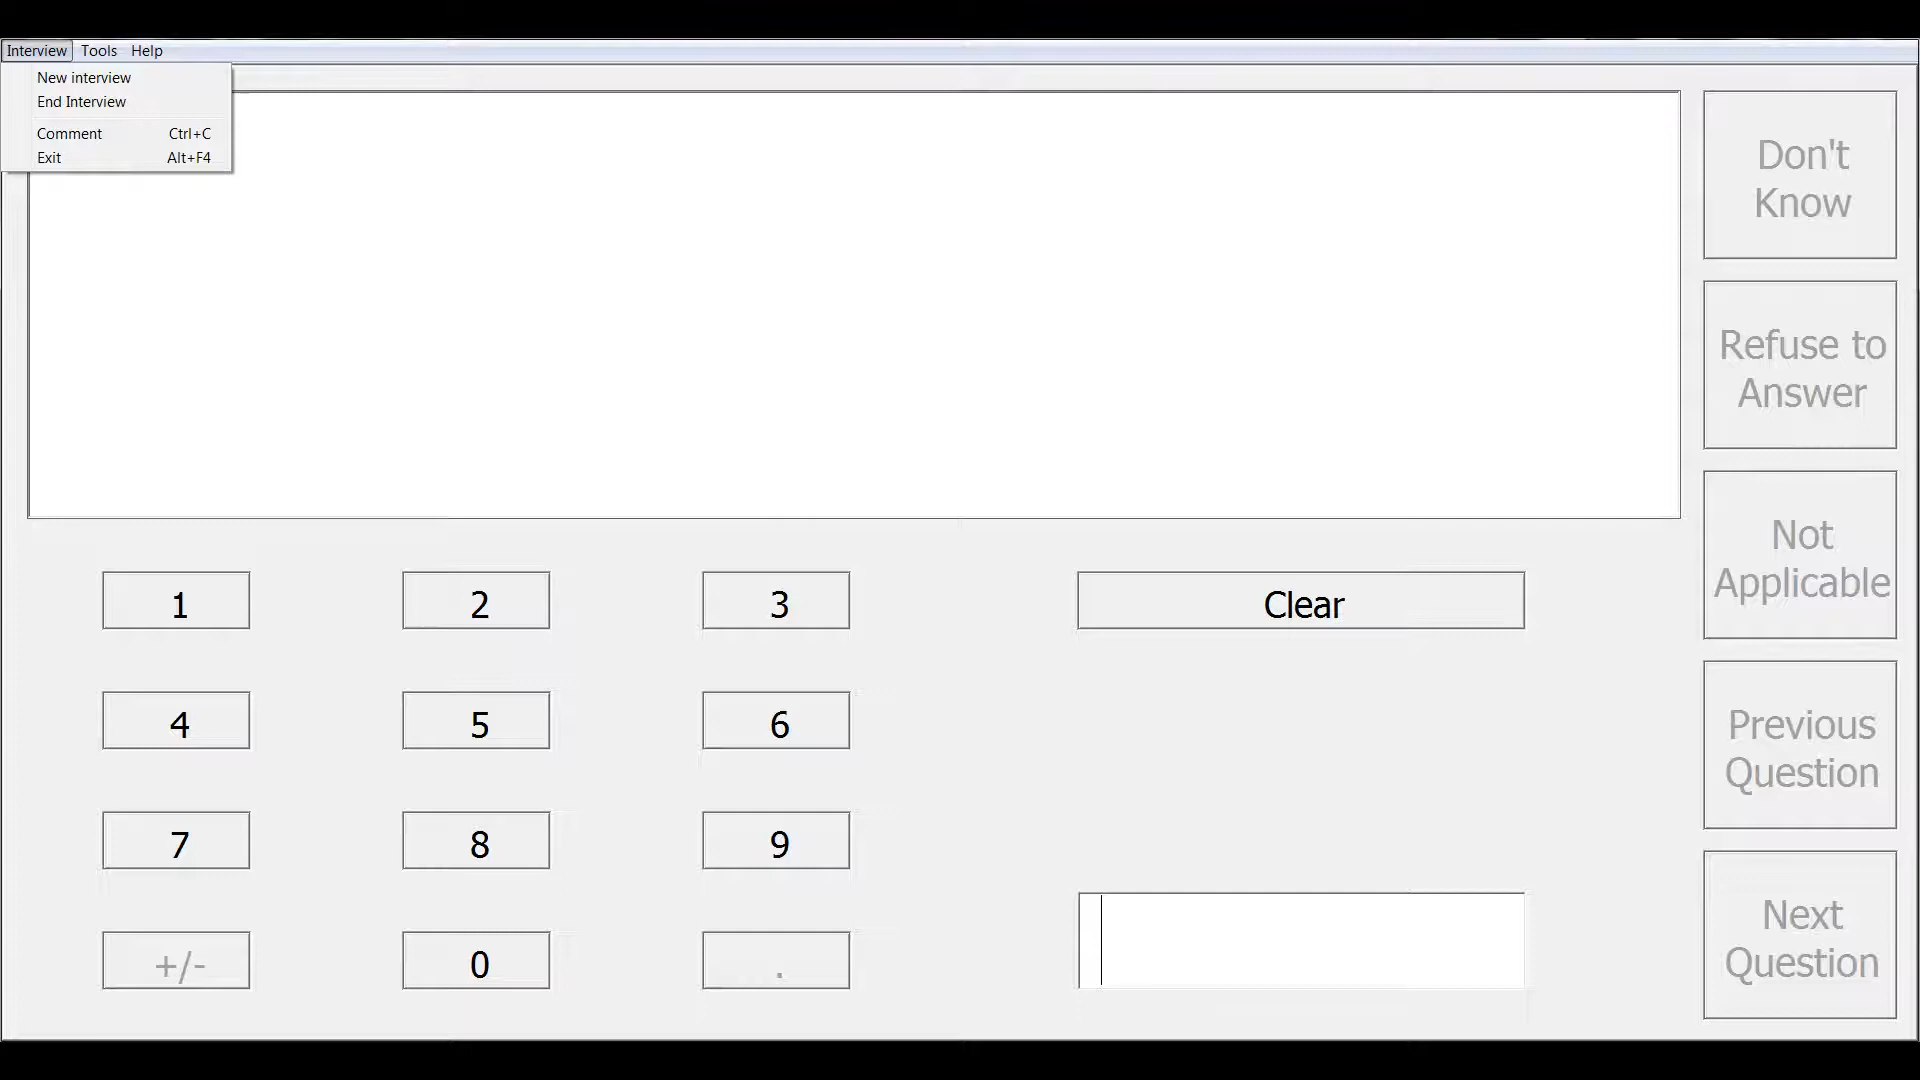 Interview Tools Help
New interview
End Interview
Comment Ctrl+C
Exit Alt+F4
Don't
Know
Refuse to
Answer
Not
Applicable
Previous
Question
Next
Question
1 2 3 Clear
4 5 6
7 8 9
+/- 0 .